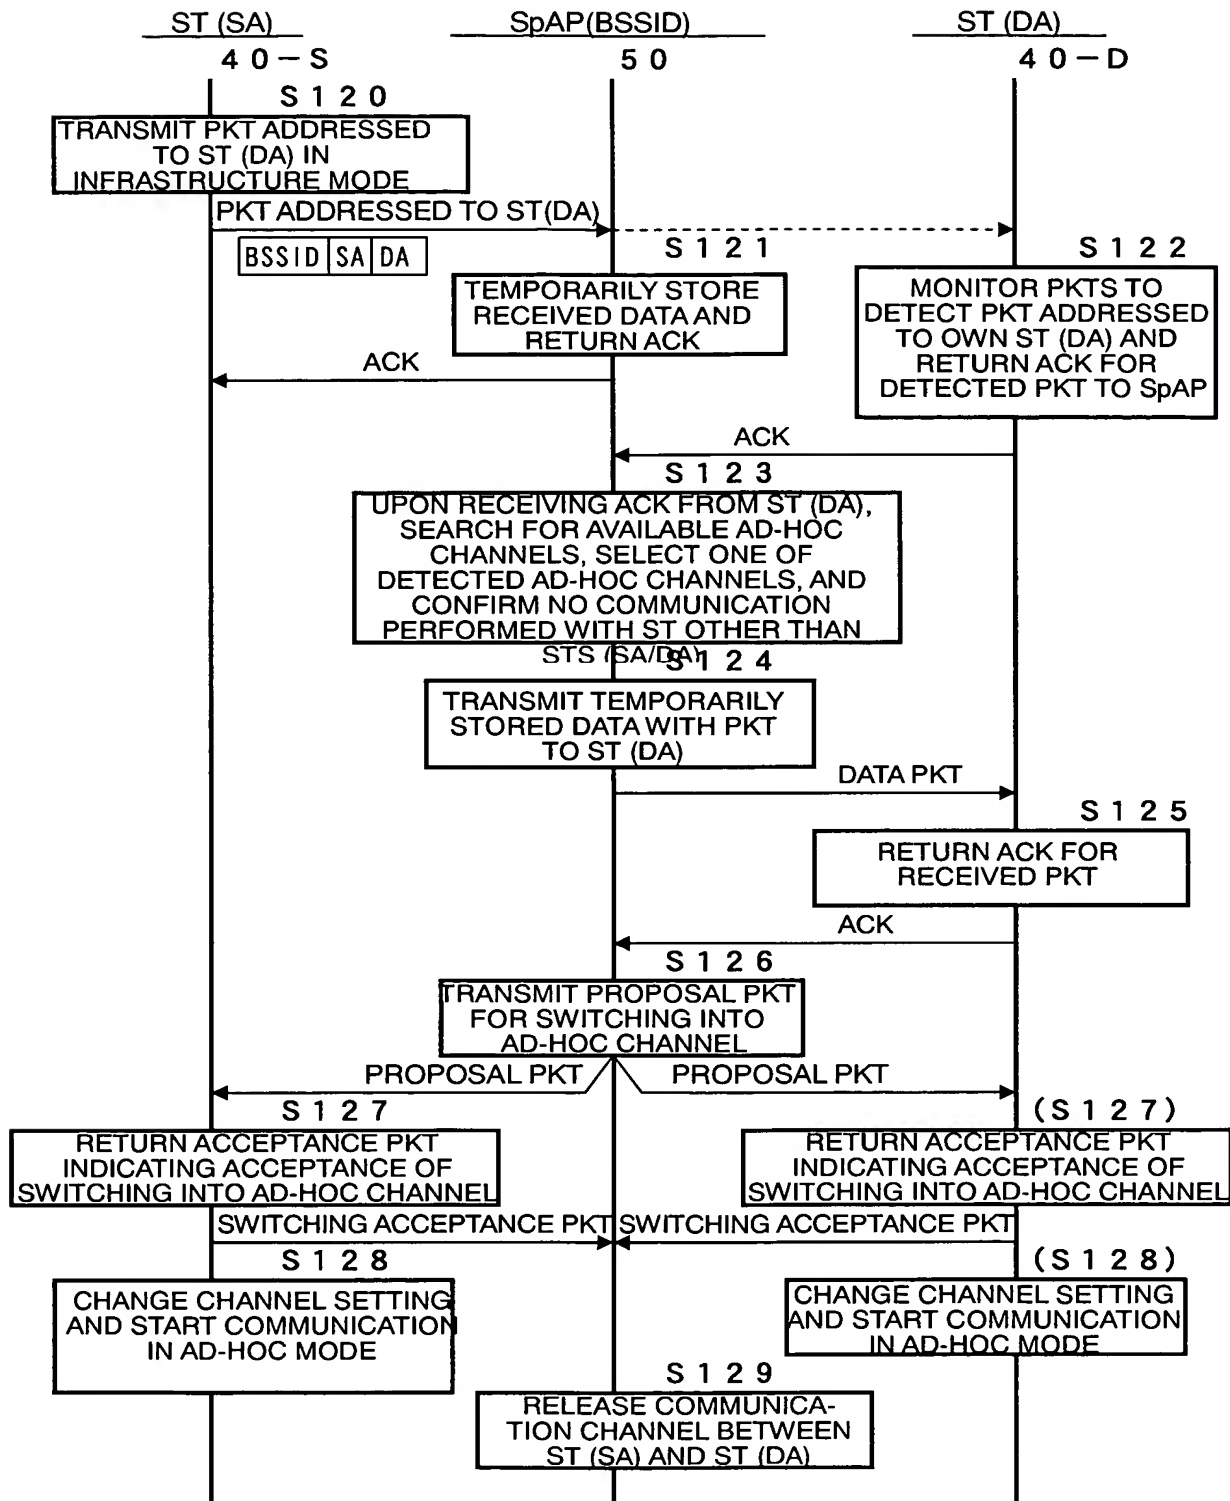 ST (SA)
SpAP(BSSID)
ST (DA)
40-S
50
40-D
S120
TRANSMIT PKT ADDRESSED
TO ST (DA) IN
INFRASTRUCTURE MODE
PKT ADDRESSED TO ST(DA)
BSSID SA DA
S121
S122
TEMPORARILY STORE
RECEIVED DATA AND
RETURN ACK
MONITOR PKTS TO
DETECT PKT ADDRESSED
TO OWN ST (DA) AND
RETURN ACK FOR
DETECTED PKT TO SpAP
ACK
ACK
S123
UPON RECEIVING ACK FROM ST (DA),
SEARCH FOR AVAILABLE AD-HOC
CHANNELS, SELECT ONE OF
DETECTED AD-HOC CHANNELS, AND
CONFIRM NO COMMUNICATION
PERFORMED WITH ST OTHER THAN
STS (SA/DA)
S124
TRANSMIT TEMPORARILY
STORED DATA WITH PKT
TO ST (DA)
DATA PKT
S125
RETURN ACK FOR
RECEIVED PKT
ACK
S126
TRANSMIT PROPOSAL PKT
FOR SWITCHING INTO
AD-HOC CHANNEL
PROPOSAL PKT
PROPOSAL PKT
S127
(S127)
RETURN ACCEPTANCE PKT
INDICATING ACCEPTANCE OF
SWITCHING INTO AD-HOC CHANNEL
RETURN ACCEPTANCE PKT
INDICATING ACCEPTANCE OF
SWITCHING INTO AD-HOC CHANNEL
SWITCHING ACCEPTANCE PKT
SWITCHING ACCEPTANCE PKT
S128
(S128)
CHANGE CHANNEL SETTING
AND START COMMUNICATION
IN AD-HOC MODE
CHANGE CHANNEL SETTING
AND START COMMUNICATION
IN AD-HOC MODE
S129
RELEASE COMMUNICA-
TION CHANNEL BETWEEN
ST (SA) AND ST (DA)